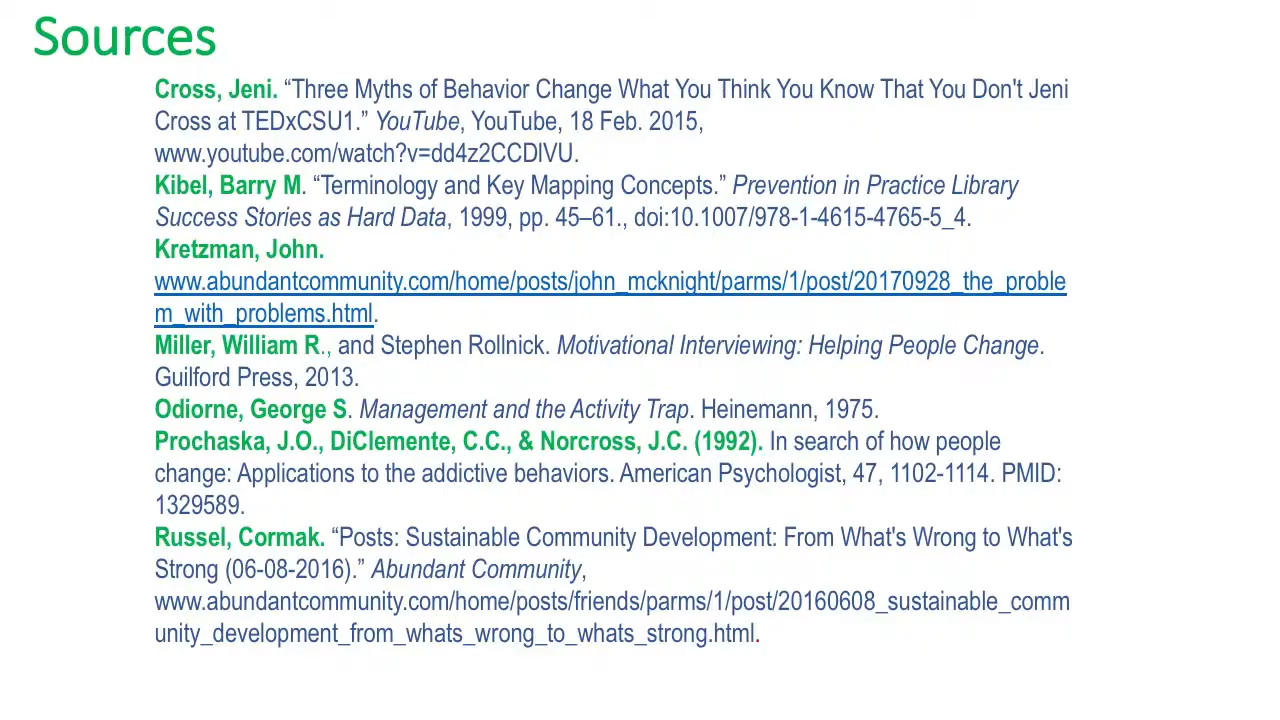 Sources
Cross, Jeni. “Three Myths of Behavior Change What You Think You Know That You Don't Jeni
Cross at TEDxCSU1.” YouTube, YouTube, 18 Feb. 2015,
www.youtube.com/watch?v=dd4z2CCDlVU.
Kibel, Barry M. “Terminology and Key Mapping Concepts.” Prevention in Practice Library
Success Stories as Hard Data, 1999, pp. 45–61., doi:10.1007/978-1-4615-4765-5_4.
Kretzman, John.
www.abundantcommunity.com/home/posts/john_mcknight/parms/1/post/20170928_the_proble
m_with_problems.html.
Miller, William R., and Stephen Rollnick. Motivational Interviewing: Helping People Change.
Guilford Press, 2013.
Odiorne, George S. Management and the Activity Trap. Heinemann, 1975.
Prochaska, J.O., DiClemente, C.C., & Norcross, J.C. (1992). In search of how people
change: Applications to the addictive behaviors. American Psychologist, 47, 1102-1114. PMID:
1329589.
Russel, Cormak. “Posts: Sustainable Community Development: From What's Wrong to What's
Strong (06-08-2016).” Abundant Community,
www.abundantcommunity.com/home/posts/friends/parms/1/post/20160608_sustainable_comm
unity_development_from_whats_wrong_to_whats_strong.html.